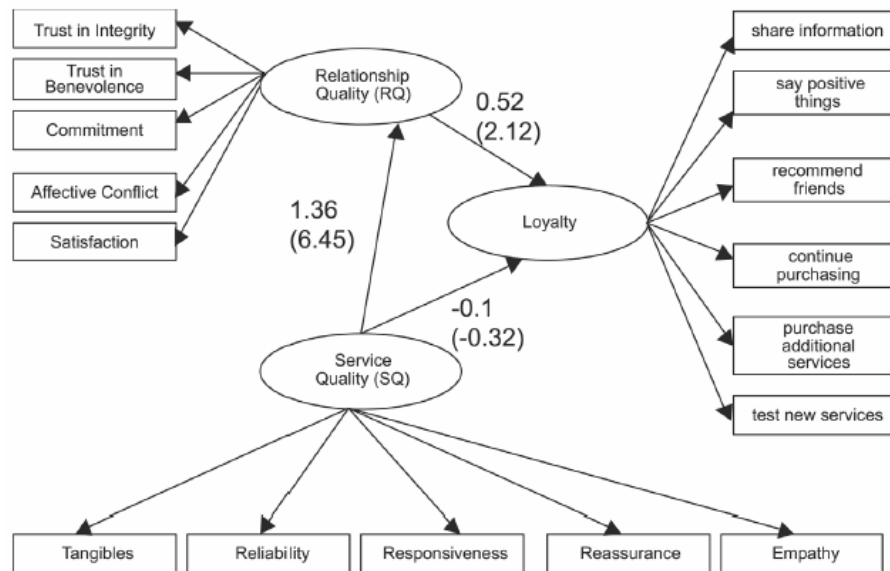 Trust in Integrity
Trust in
Benevolence
Commitment
Affective Conflict
Satisfaction
Relationship
Quality (RQ)
0.52
(2.12)
1.36
(6.45)
Loyalty
-0.1
(-0.32)
Service
Quality (SQ)
share information
say positive
things
recommend
friends
continue
purchasing
purchase
additional
services
test new services
Tangibles
Reliability
Responsiveness
Reassurance
Empathy